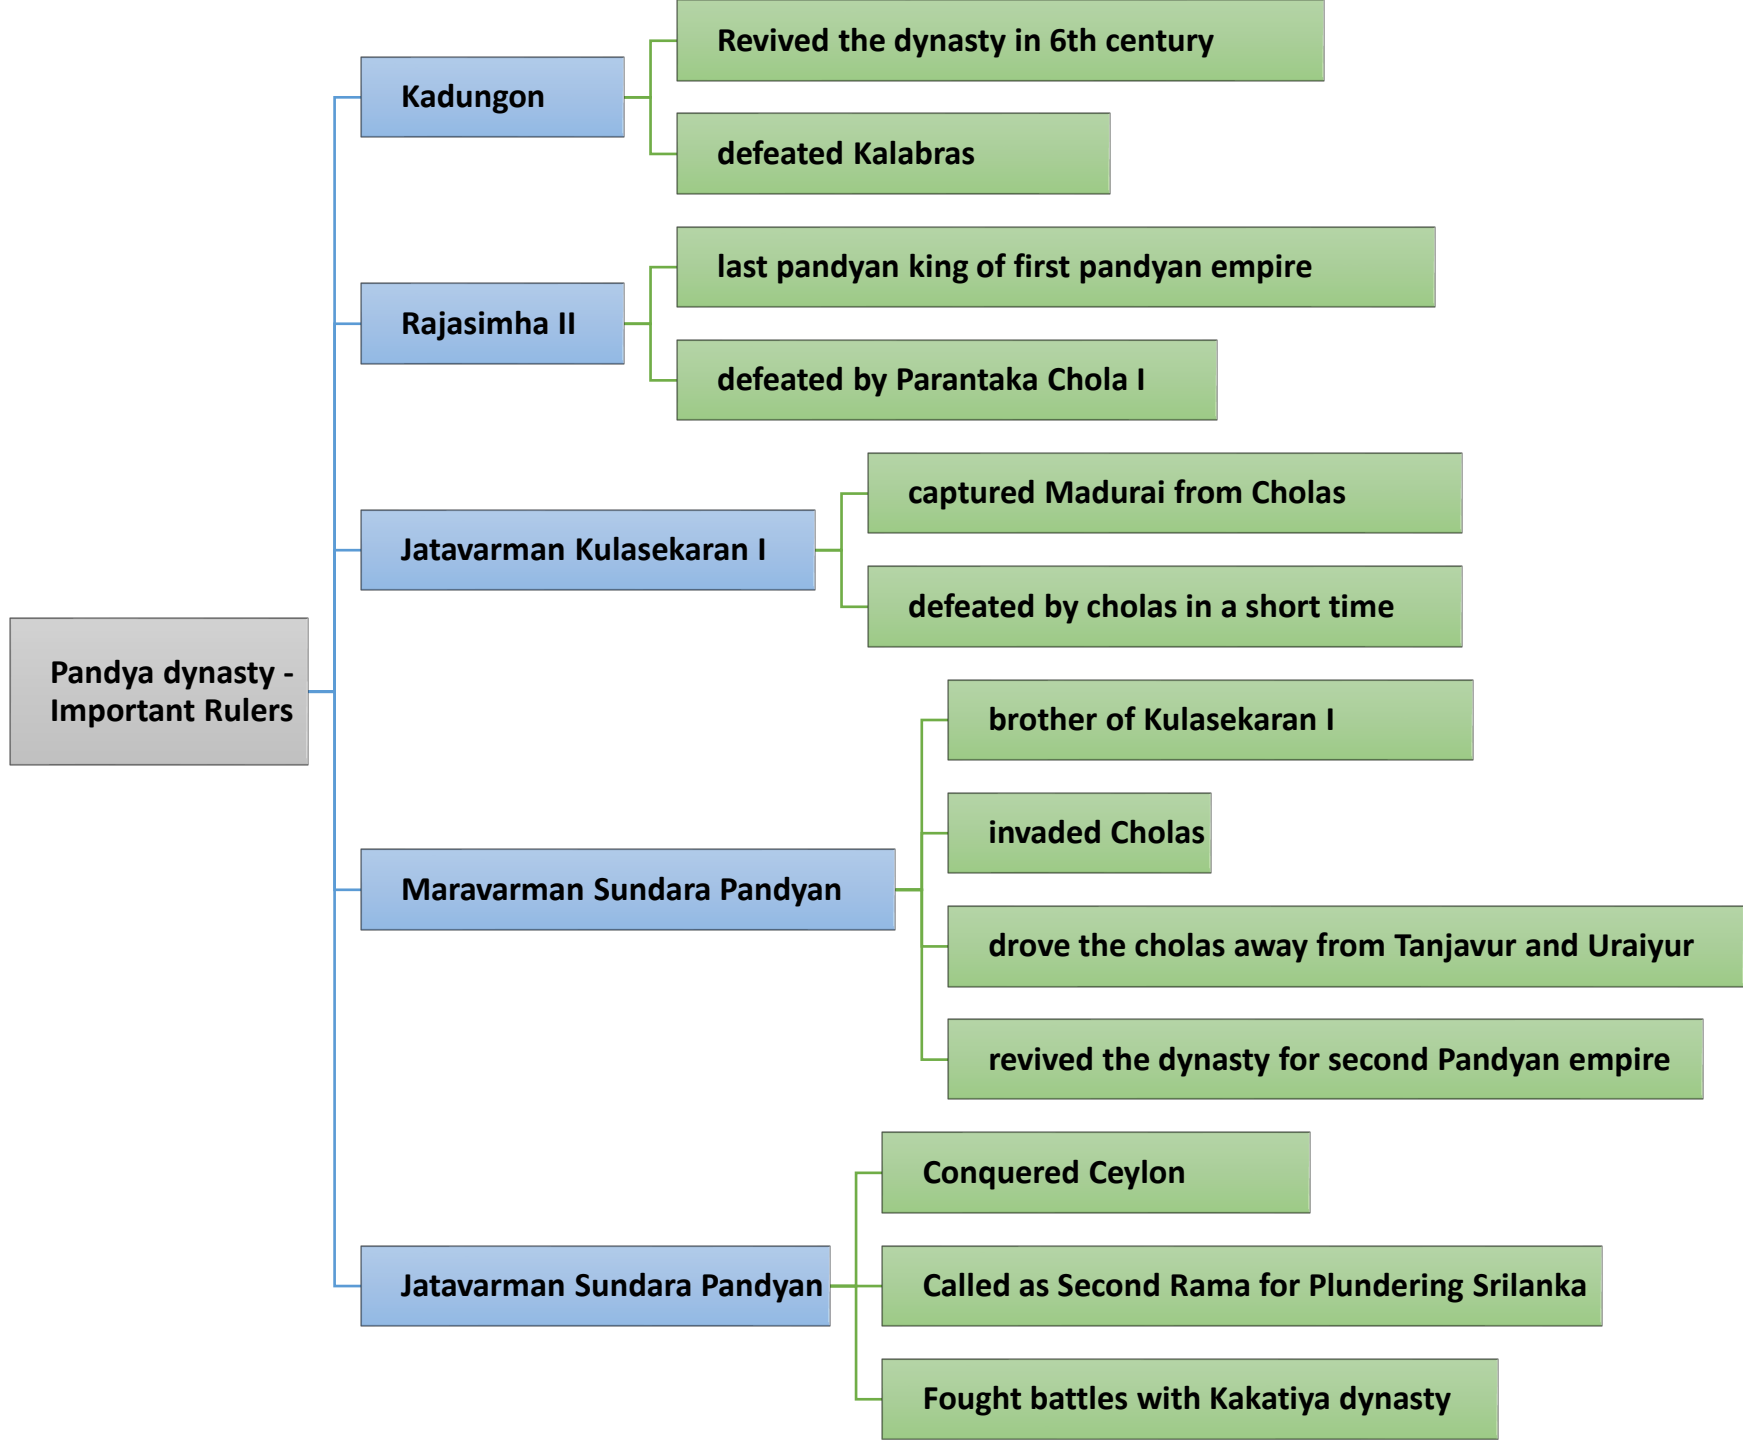 Pandya dynasty -
Important Rulers
Kadungon
Revived the dynasty in 6th century
defeated Kalabras
Rajasimha II
last pandyan king of first pandyan empire
defeated by Parantaka Chola I
Jatavarman Kulasekaran I
captured Madurai from Cholas
defeated by cholas in a short time
Maravarman Sundara Pandyan
brother of Kulasekaran I
invaded Cholas
drove the cholas away from Tanjavur and Uraiyur
revived the dynasty for second Pandyan empire
Jatavarman Sundara Pandyan
Conquered Ceylon
Called as Second Rama for Plundering Srilanka
Fought battles with Kakatiya dynasty